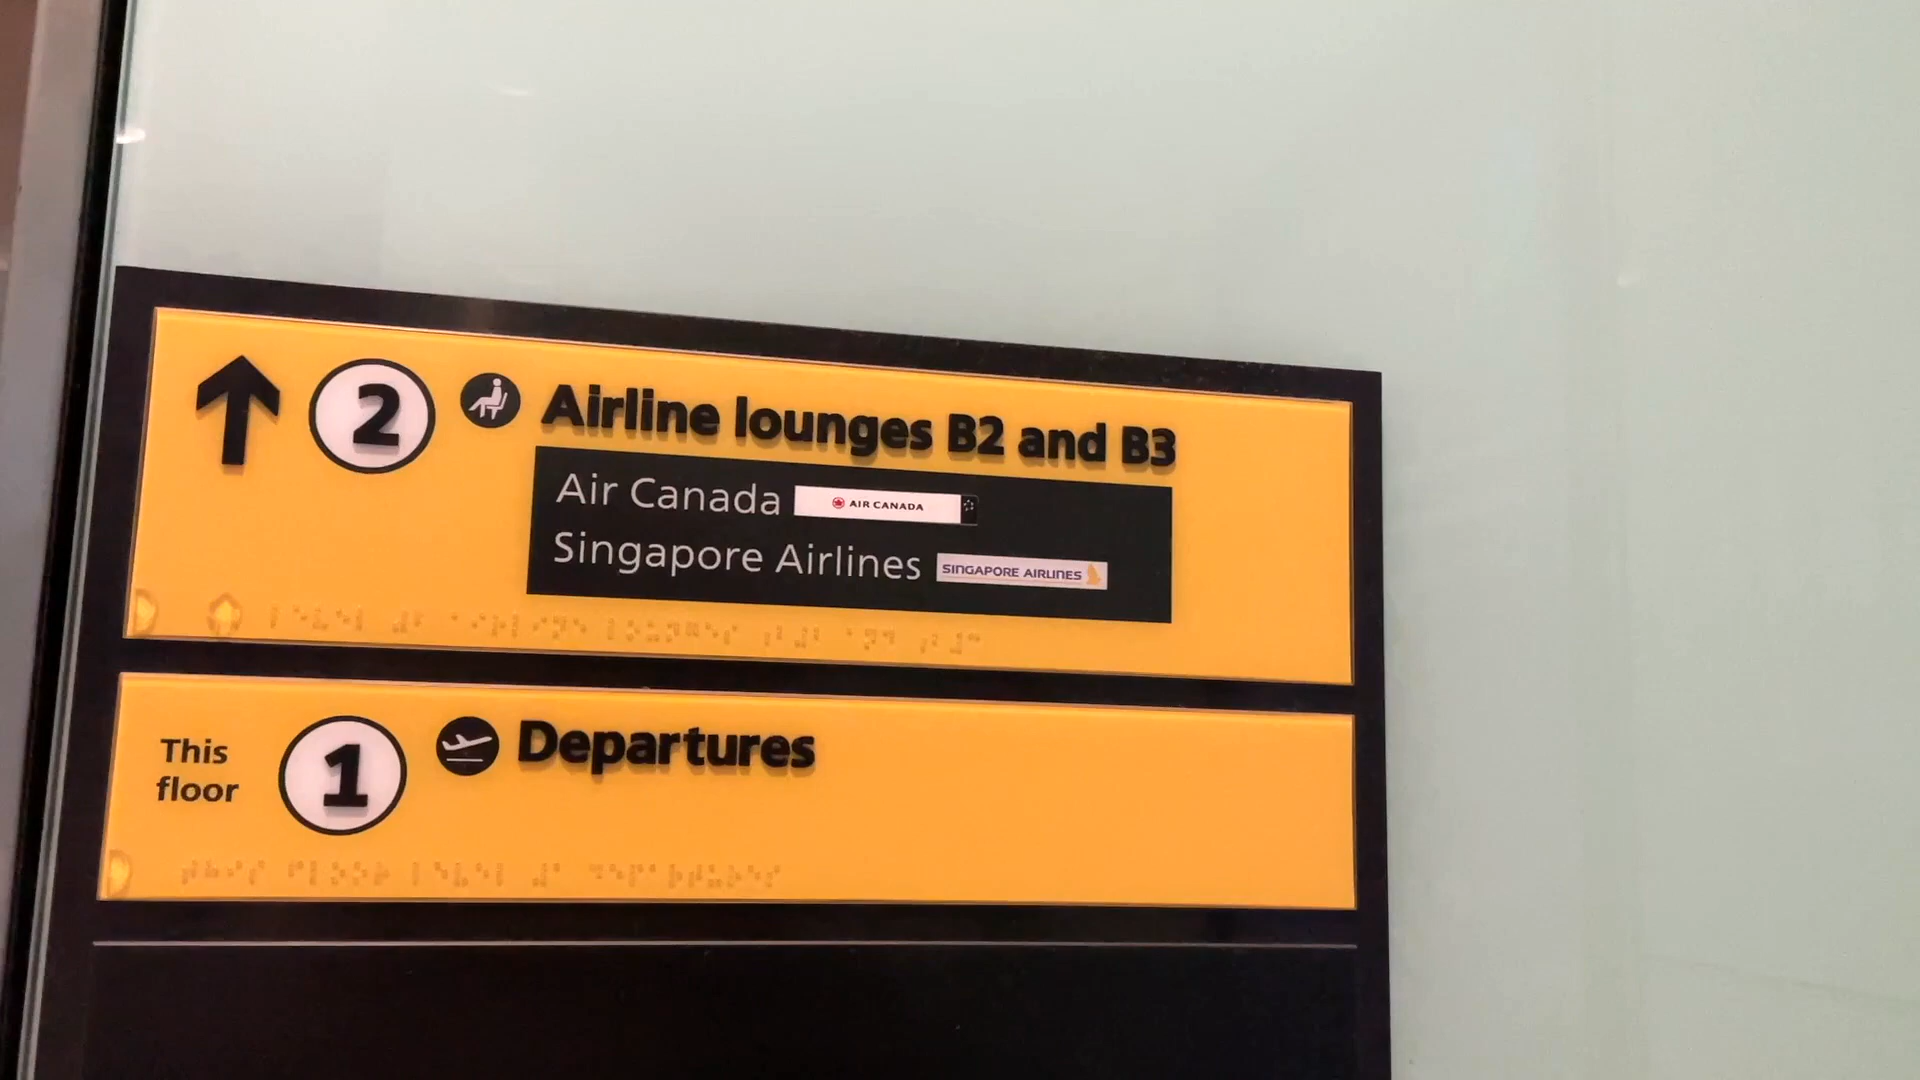 2 Airline lounges B2 and B3
Air Canada AIR CANADA
Singapore Airlines SINGAPORE AIRLINES
This
floor
1 Departures